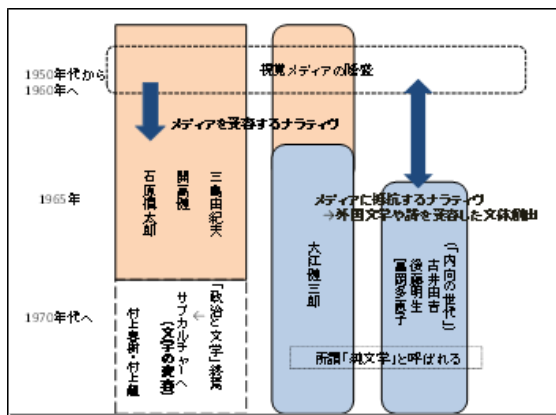 1950年代から
1960年へ
視覚メディアの隆盛
メディアを受容するナラティヴ
三島由紀夫
開高健
石原慎太郎
1965年
メディアに抵抗するナラティヴ
→外国文学や詩を受容した文体創出
大江健三郎
(「内向の世代」)
古井由吉
後藤明生
富岡多恵子
1970年代へ
「政治と文学」終焉
←
サブカルチャーへ
(文学の変容)
村上春樹・村上龍
所謂「純文学」と呼ばれる